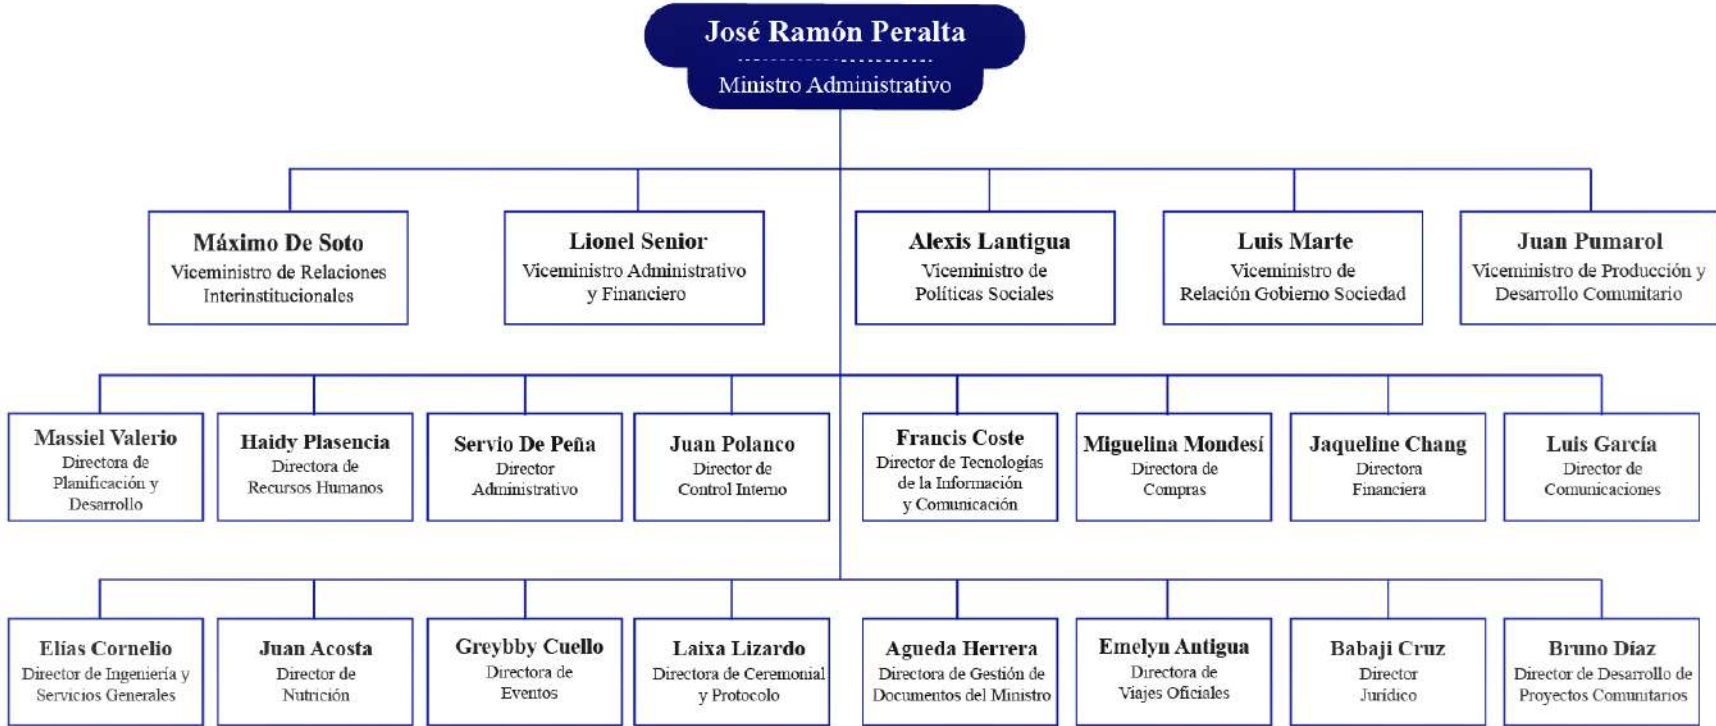 José Ramón Peralta
Ministro Administrativo
Máximo De Soto
Viceministro de Relaciones
Interinstitucionales
Lionel Senior
Viceministro Administrativo
y Financiero
Alexis Lantigua
Viceministro de
Políticas Sociales
Luis Marte
Viceministro de
Relación Gobierno Sociedad
Juan Pumarol
Viceministro de Producción y
Desarrollo Comunitario
Massiel Valerio
Directora de
Planificación y
Desarrollo
Haidy Plasencia
Directora de
Recursos Humanos
Servio De Peña
Director
Administrativo
Juan Polanco
Director de
Control Interno
Francis Coste
Director de Tecnologías
de la Información
y Comunicación
Miguelina Mondesí
Directora de
Compras
Jaqueline Chang
Directora
Financiera
Luis García
Director de
Comunicaciones
Elías Cornelio
Director de Ingeniería y
Servicios Generales
Juan Acosta
Director de
Nutrición
Greybby Cuello
Directora de
Eventos
Laixa Lizardo
Directora de Ceremonial
y Protocolo
Agueda Herrera
Directora de Gestión de
Documentos del Ministro
Emelyn Antigua
Directora de
Viajes Oficiales
Babaji Cruz
Director
Jurídico
Bruno Díaz
Director de Desarrollo de
Proyectos Comunitarios